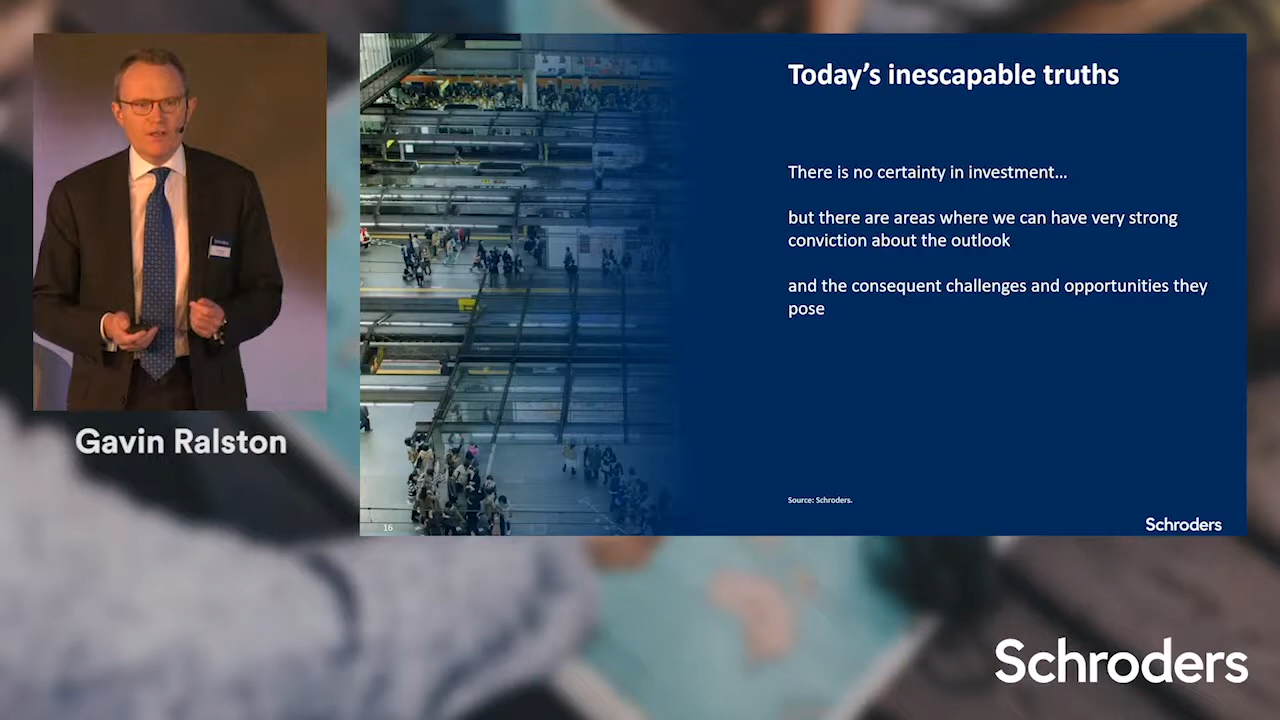 Today's inescapable truths
There is no certainty in investment...
but there are areas where we can have very strong
conviction about the outlook
and the consequent challenges and opportunities they
pose
Source: Schroders.
16
Schroders
Gavin Ralston
Schroders